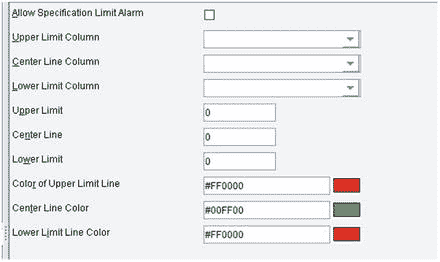 Allow Specification Limit Alarm
Upper Limit Column
Center Line Column
Lower Limit Column
Upper Limit 0
Center Line 0
Lower Limit 0
Color of Upper Limit Line #FF0000
Center Line Color #00FF00
Lower Limit Line Color #FF0000